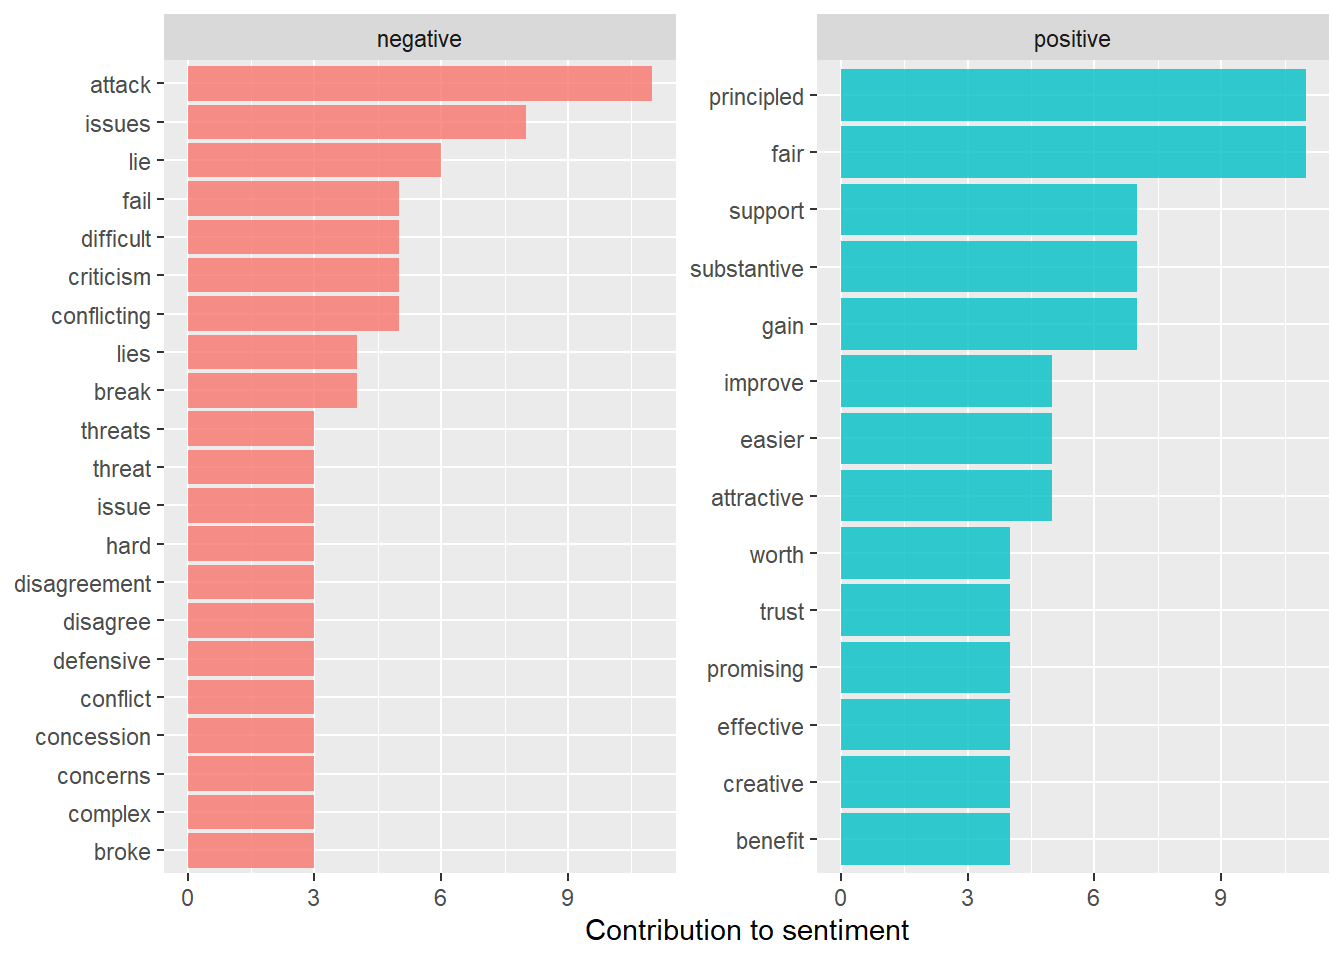 negative
attack
issues
lie
fail
difficult
criticism
conflicting
lies
break
threats
threat
issue
hard
disagreement
disagree
defensive
conflict
concession
concerns
complex
broke
0 3 6 9
positive
principled
fair
support
substantive
gain
improve
easier
attractive
worth
trust
promising
effective
creative
benefit
0 3 6 9
Contribution to sentiment